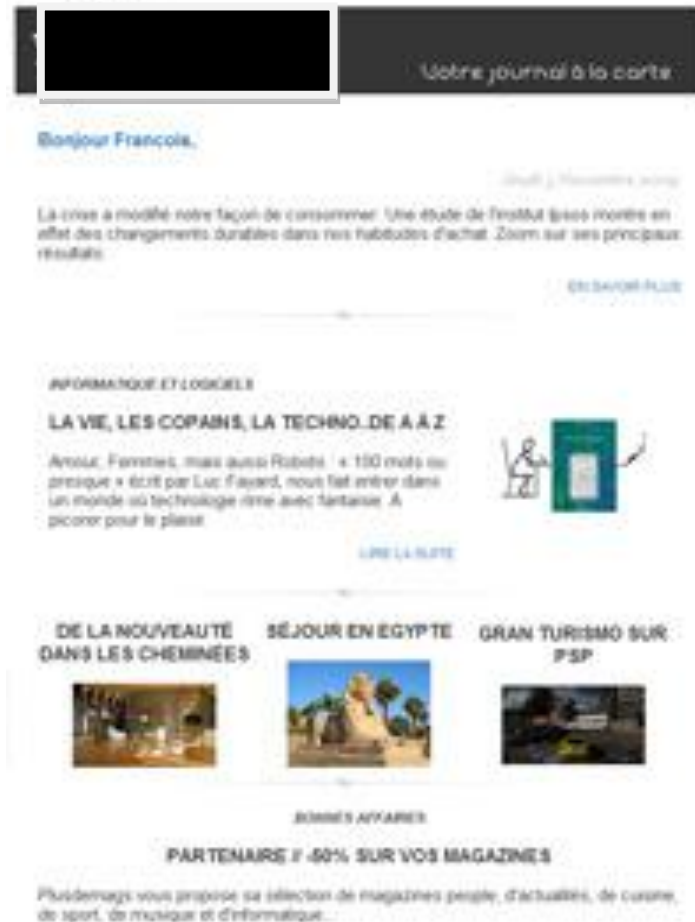 Votre journal à la carte
Bonjour Francois,
La crise a modifié notre façon de consommer. Une étude de l'institut Ipsos montre en
effet des changements durables dans nos habitudes d'achat. Zoom sur ses principaux
résultats.
EN SAVOIR PLUS
INFORMATIQUE ET LOGICIELS
LA VIE, LES COPAINS, LA TECHNO..DE A À Z
Amour, Femmes, mais aussi Robots : « 100 mots ou
presque » écrit par Luc Fayard, nous fait entrer dans
un monde où technologie rime avec fantaisie. A
picorer pour le plaisir
LIRE LA SUITE
DE LA NOUVEAUTÉ
DANS LES CHEMINÉES
SÉJOUR EN EGYPTE
GRAN TURISMO SUR
PSP
BONNES AFFAIRES
PARTENAIRE // -50% SUR VOS MAGAZINES
Plusdemags vous propose sa sélection de magazines people, d'actualités, de cuisine,
de sport, de musique et d'informatique...